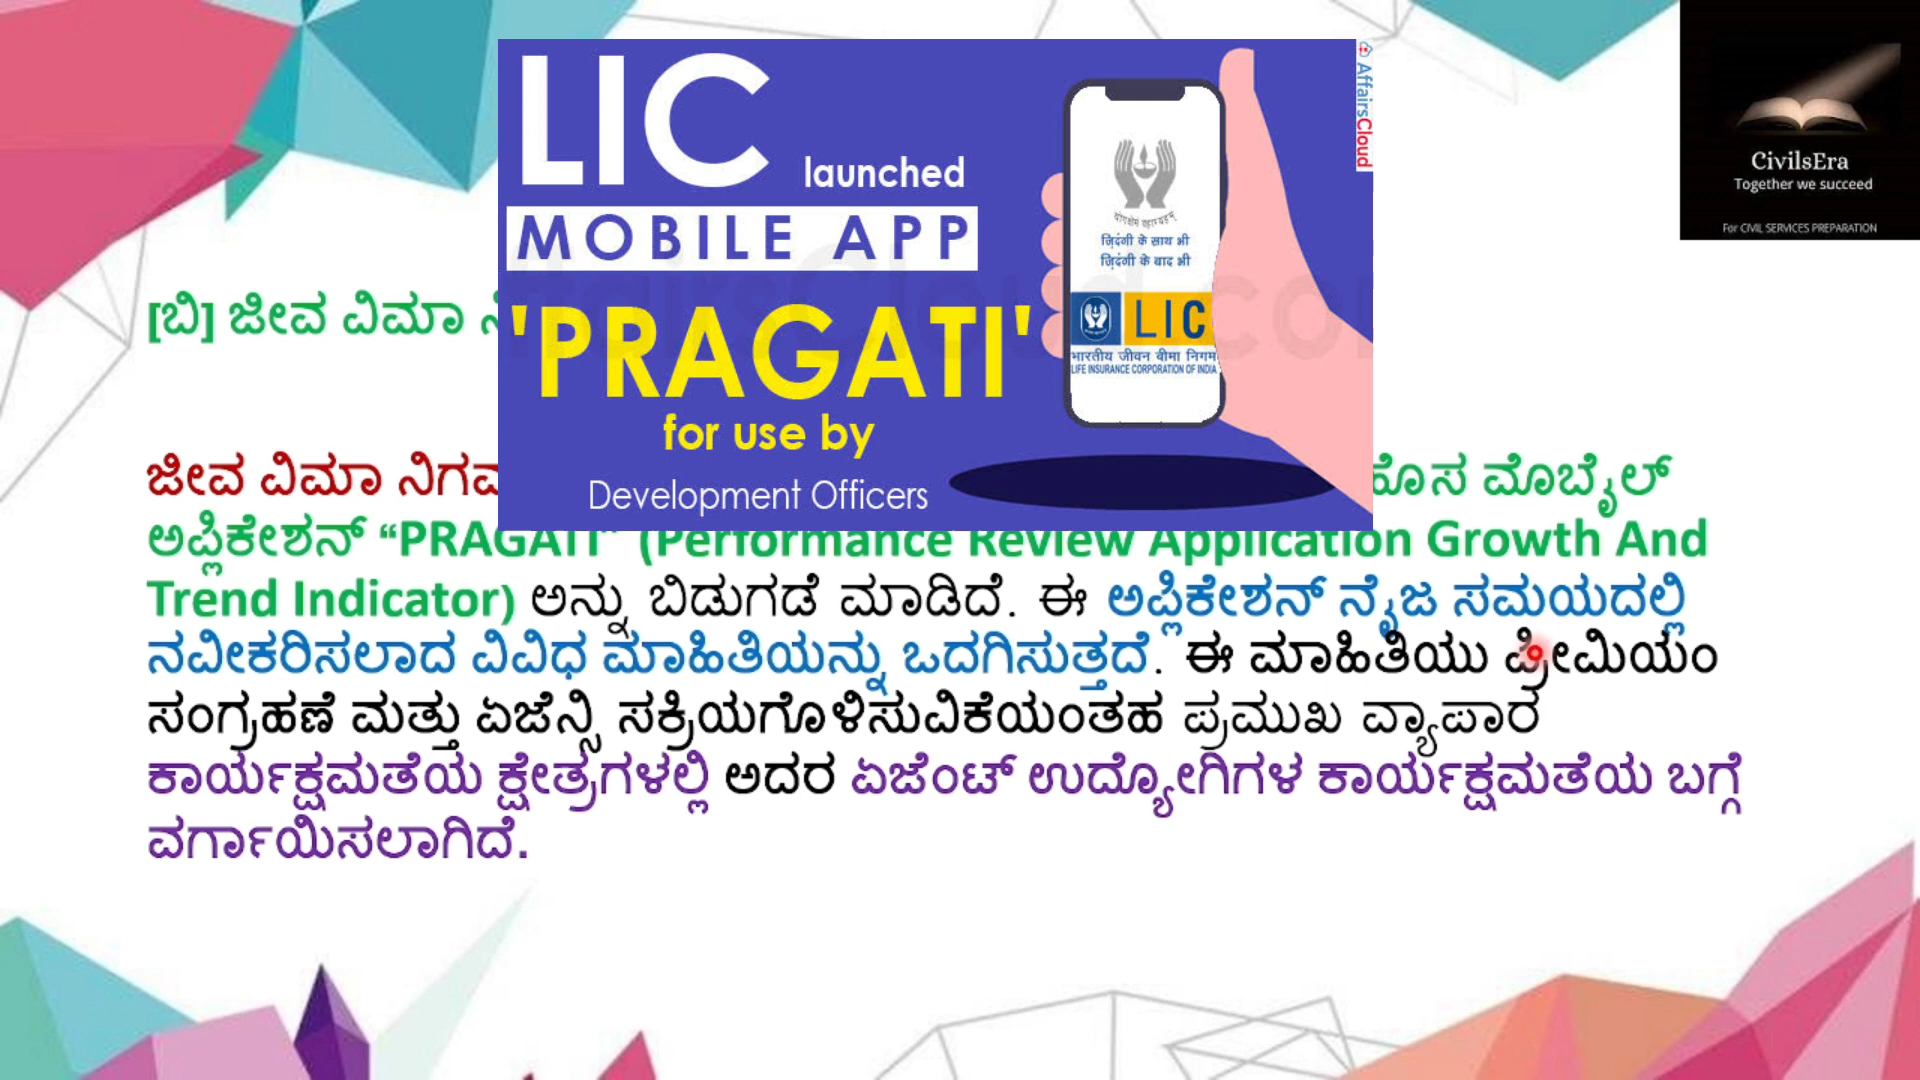 LIC launched
MOBILE APP
'PRAGATI'
for use by
Development Officers
AffairsCloud
योगक्षेमं वहाम्यहम्
ज़िंदगी के साथ भी
ज़िंदगी के बाद भी
LIC
भारतीय जीवन बीमा निगम
LIFE INSURANCE CORPORATION OF INDIA
CivilsEra
Together we succeed
For CIVIL SERVICES PREPARATION
[ಬಿ] ಜೀವ ವಿಮಾ
ಜೀವ ವಿಮಾ ಹೊಸ ಮೊಬೈಲ್
ಅಪ್ಲಿಕೇಶನ್ “PRAGATI” (Performance Review Application Growth And
Trend Indicator) ಅನ್ನು ಬಿಡುಗಡೆ ಮಾಡಿದೆ. ಈ ಅಪ್ಲಿಕೇಶನ್ ನೈಜ ಸಮಯದಲ್ಲಿ
ನವೀಕರಿಸಲಾದ ವಿವಿಧ ಮಾಹಿತಿಯನ್ನು ಒದಗಿಸುತ್ತದೆ. ಈ ಮಾಹಿತಿಯು ಪ್ರೀಮಿಯಂ
ಸಂಗ್ರಹಣೆ ಮತ್ತು ಏಜೆನ್ಸಿ ಸಕ್ರಿಯಗೊಳಿಸುವಿಕೆಯಂತಹ ಪ್ರಮುಖ ವ್ಯಾಪಾರ
ಕಾರ್ಯಕ್ಷಮತೆಯ ಕ್ಷೇತ್ರಗಳಲ್ಲಿ ಅದರ ಏಜೆಂಟ್ ಉದ್ಯೋಗಿಗಳ ಕಾರ್ಯಕ್ಷಮತೆಯ ಬಗ್ಗೆ
ವರ್ಗಾಯಿಸಲಾಗಿದೆ.